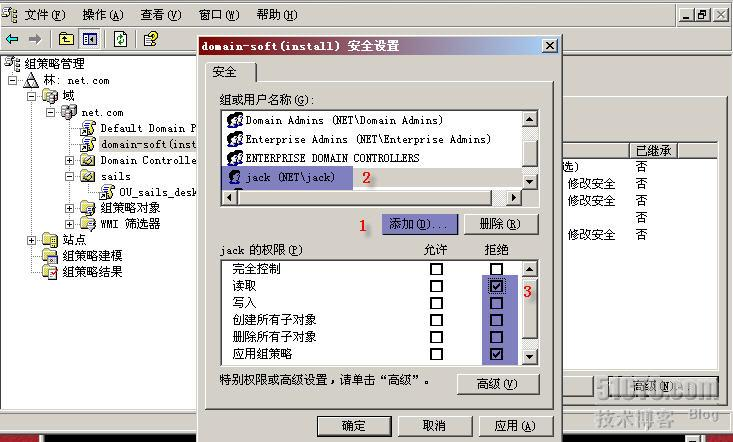 文件(F) 操作(A) 查看(V) 窗口(W) 帮助(H)
组策略管理
林: net.com
域
net.com
Default Domain P
domain-soft(inst
Domain Controlle
sails
OU_sails_desk
组策略对象
WMI 筛选器
站点
组策略建模
组策略结果
domain-soft(install) 安全设置
安全
组或用户名称(G):
Domain Admins (NET\Domain Admins)
Enterprise Admins (NET\Enterprise Admins)
ENTERPRISE DOMAIN CONTROLLERS
jack (NET\jack) 2
1 添加(D)... 删除(R)
jack 的权限(P) 允许 拒绝
完全控制
读取 3
写入
创建所有子对象
删除所有子对象
应用组策略
特别权限或高级设置，请单击“高级”。 高级(V)
确定 取消 应用(A)
已继承
选) 否
修改安全 否
修改安全 否
否
修改安全 否
高级(N)...
51CTO.com
技术博客 Blog